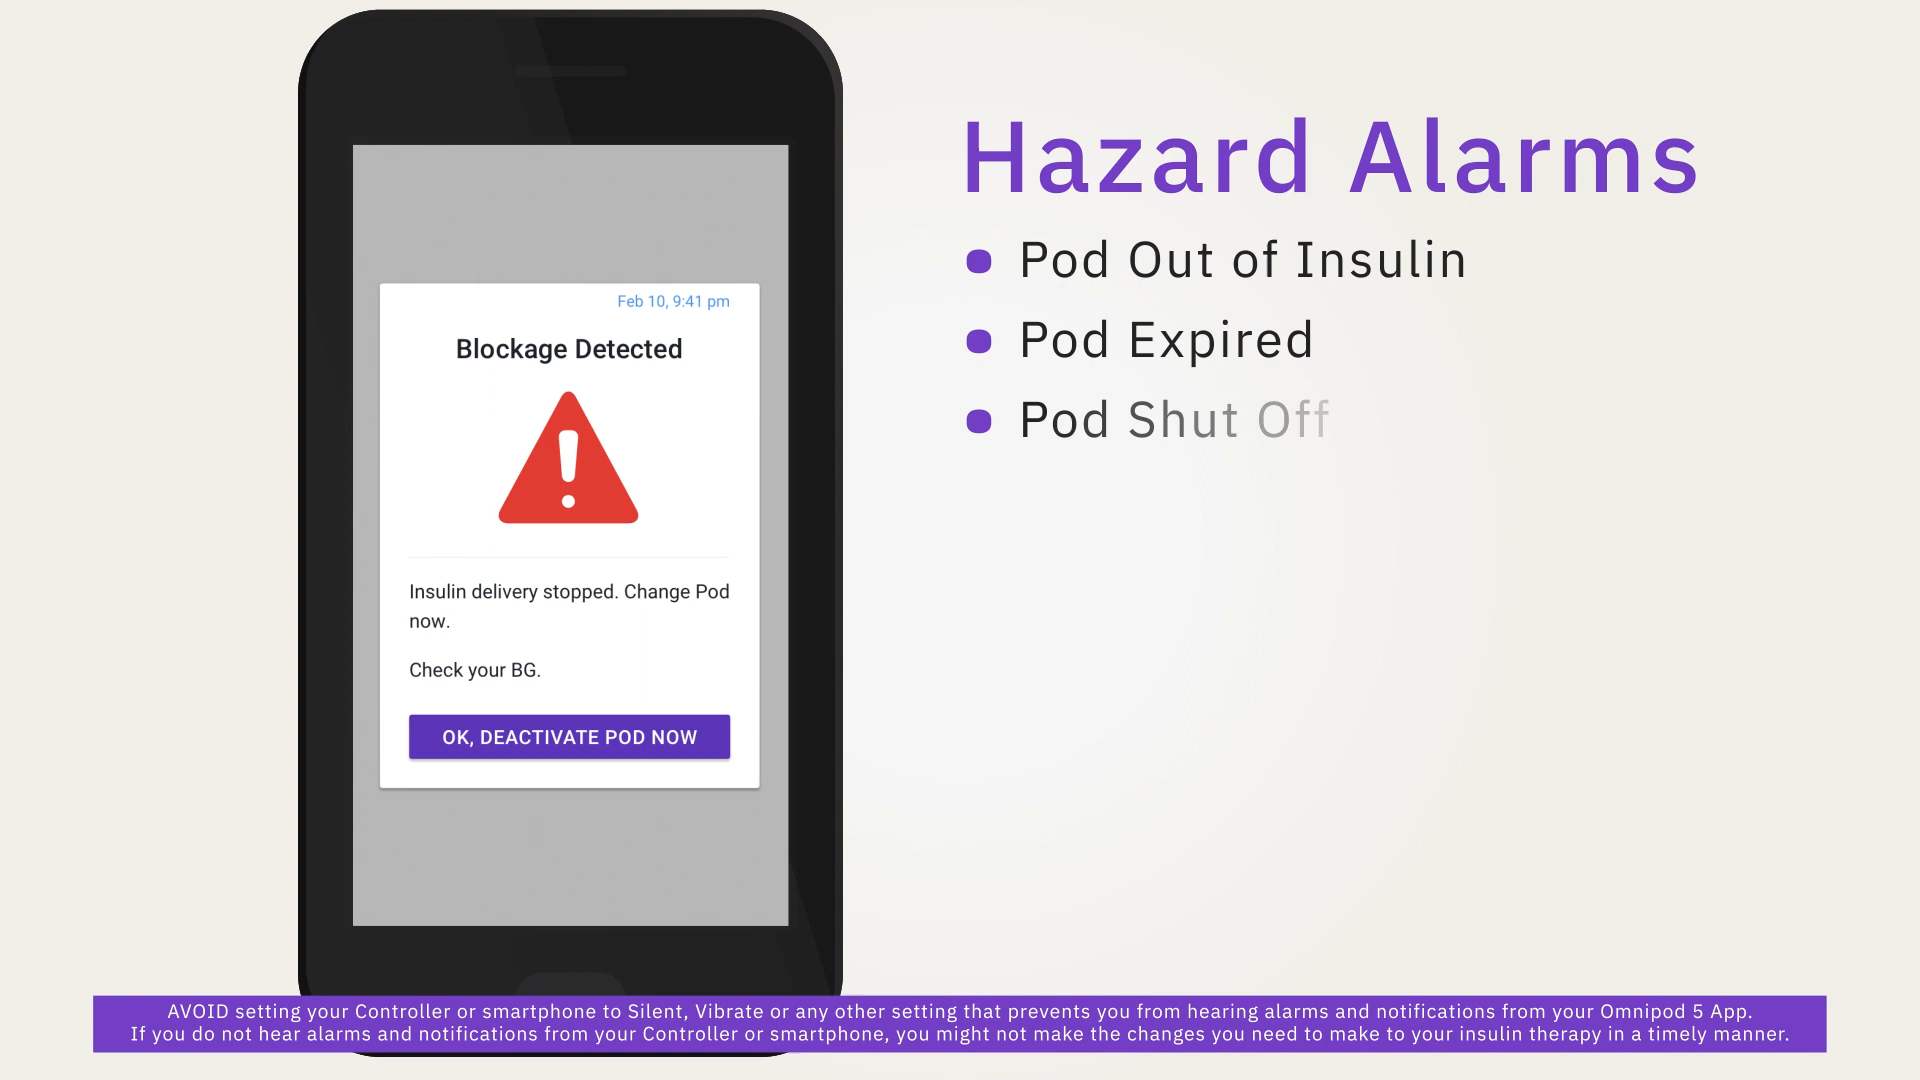 Feb 10, 9:41 pm
Blockage Detected
Insulin delivery stopped. Change Pod
now.
Check your BG.
OK, DEACTIVATE POD NOW
Hazard Alarms
Pod Out of Insulin
Pod Expired
Pod Shut Off
AVOID setting your Controller or smartphone to Silent, Vibrate or any other setting that prevents you from hearing alarms and notifications from your Omnipod 5 App.
If you do not hear alarms and notifications from your Controller or smartphone, you might not make the changes you need to make to your insulin therapy in a timely manner.